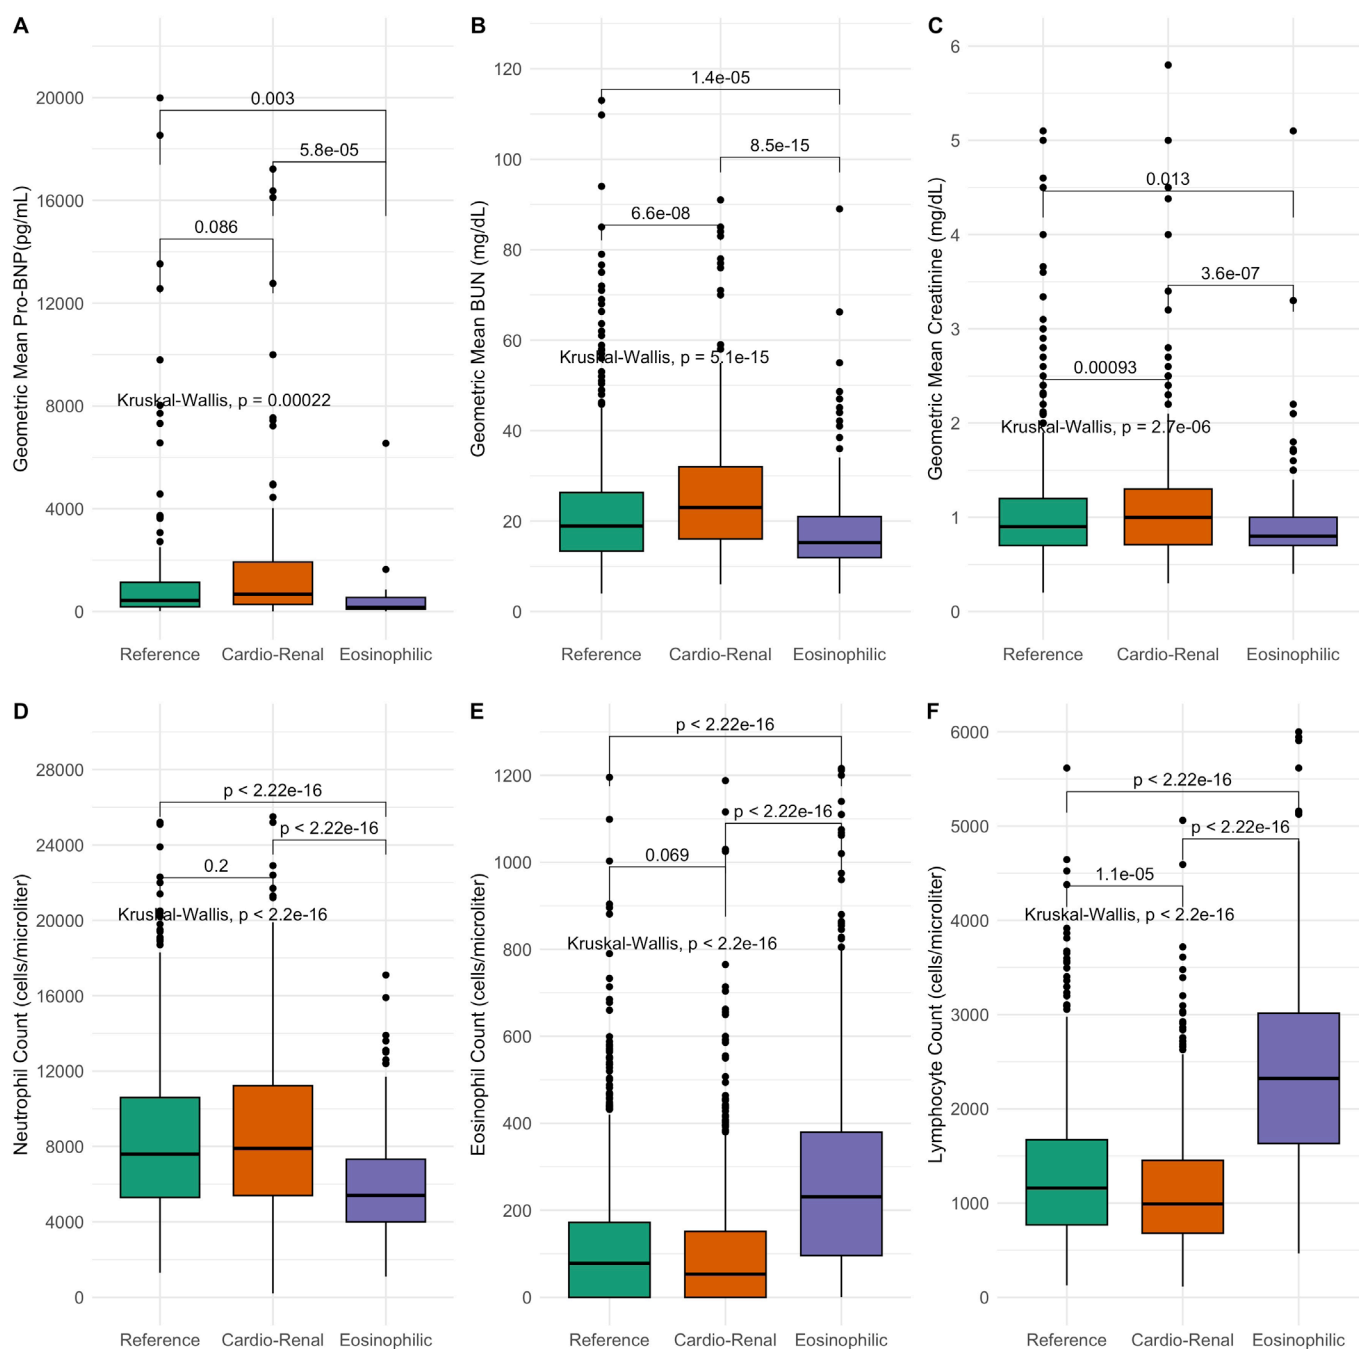 A
Geometric Mean Pro-BNP(pg/mL)
20000
16000
12000
8000
4000
0
0.003
5.8e-05
0.086
Kruskal-Wallis, p = 0.00022
Reference Cardio-Renal Eosinophilic
B
Geometric Mean BUN (mg/dL)
120
100
80
60
40
20
0
1.4e-05
8.5e-15
6.6e-08
Kruskal-Wallis, p = 5.1e-15
Reference Cardio-Renal Eosinophilic
C
Geometric Mean Creatinine (mg/dL)
6
5
4
3
2
1
0
0.013
3.6e-07
0.00093
Kruskal-Wallis, p = 2.7e-06
Reference Cardio-Renal Eosinophilic
D
Neutrophil Count (cells/microliter)
28000
24000
20000
16000
12000
8000
4000
0
p < 2.22e-16
p < 2.22e-16
0.2
Kruskal-Wallis, p < 2.2e-16
Reference Cardio-Renal Eosinophilic
E
Eosinophil Count (cells/microliter)
1200
1000
800
600
400
200
0
p < 2.22e-16
p < 2.22e-16
0.069
Kruskal-Wallis, p < 2.2e-16
Reference Cardio-Renal Eosinophilic
F
Lymphocyte Count (cells/microliter)
6000
5000
4000
3000
2000
1000
0
p < 2.22e-16
p < 2.22e-16
1.1e-05
Kruskal-Wallis, p < 2.2e-16
Reference Cardio-Renal Eosinophilic